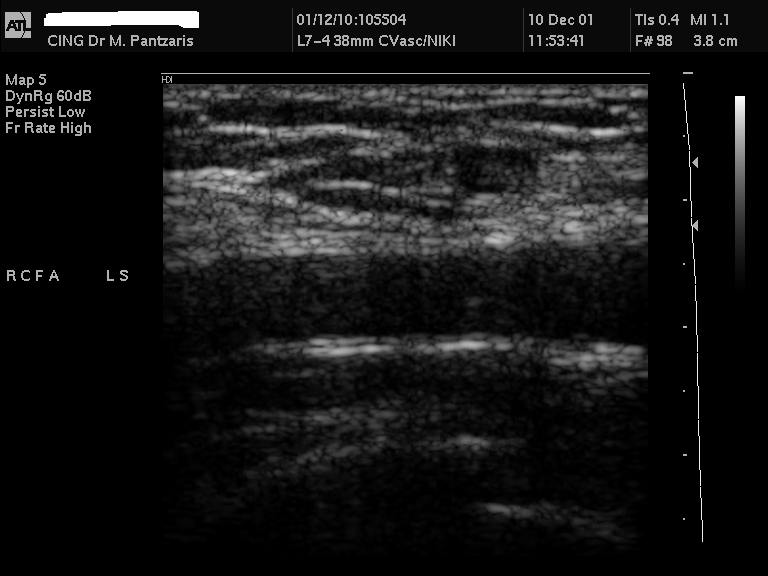 ATL
01/12/10:105504
10 Dec 01
TIs 0.4 MI 1.1
CING Dr M. Pantzaris
L7-4 38mm CVasc/NIKI
11:53:41
F# 98 3.8 cm
Map 5
DynRg 60dB
Persist Low
Fr Rate High
HDI
RCFA LS